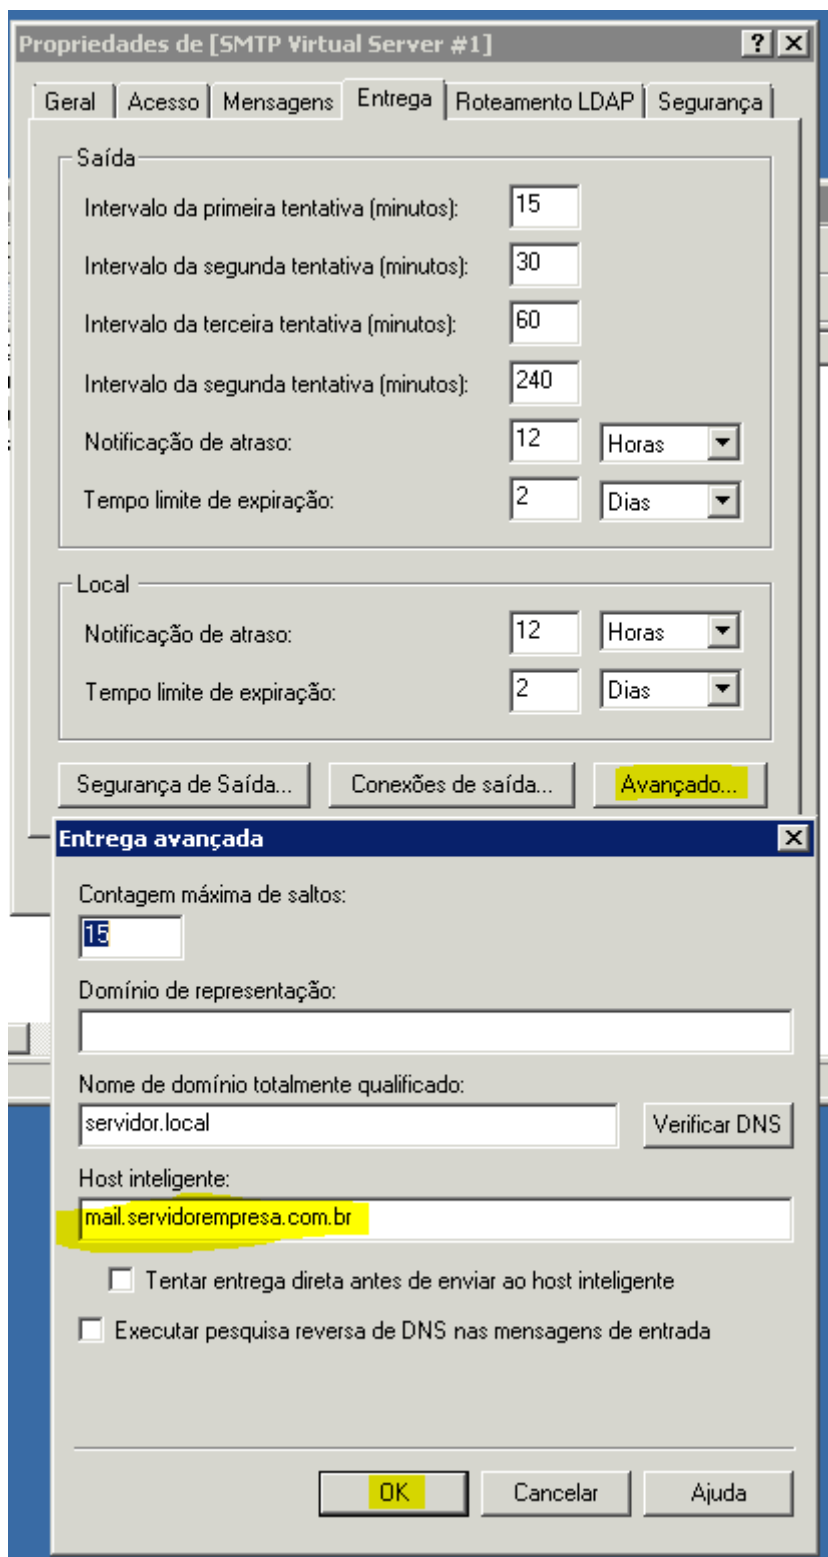 Propriedades de [SMTP Virtual Server #1]
Geral Acesso Mensagens Entrega Roteamento LDAP Segurança
Saída
Intervalo da primeira tentativa (minutos): 15
Intervalo da segunda tentativa (minutos): 30
Intervalo da terceira tentativa (minutos): 60
Intervalo da segunda tentativa (minutos): 240
Notificação de atraso: 12 Horas
Tempo limite de expiração: 2 Dias
Local
Notificação de atraso: 12 Horas
Tempo limite de expiração: 2 Dias
Segurança de Saída... Conexões de saída... Avançado...
Entrega avançada
Contagem máxima de saltos:
15
Domínio de representação:
Nome de domínio totalmente qualificado:
servidor.local Verificar DNS
Host inteligente:
mail.servidorempresa.com.br
Tentar entrega direta antes de enviar ao host inteligente
Executar pesquisa reversa de DNS nas mensagens de entrada
OK Cancelar Ajuda